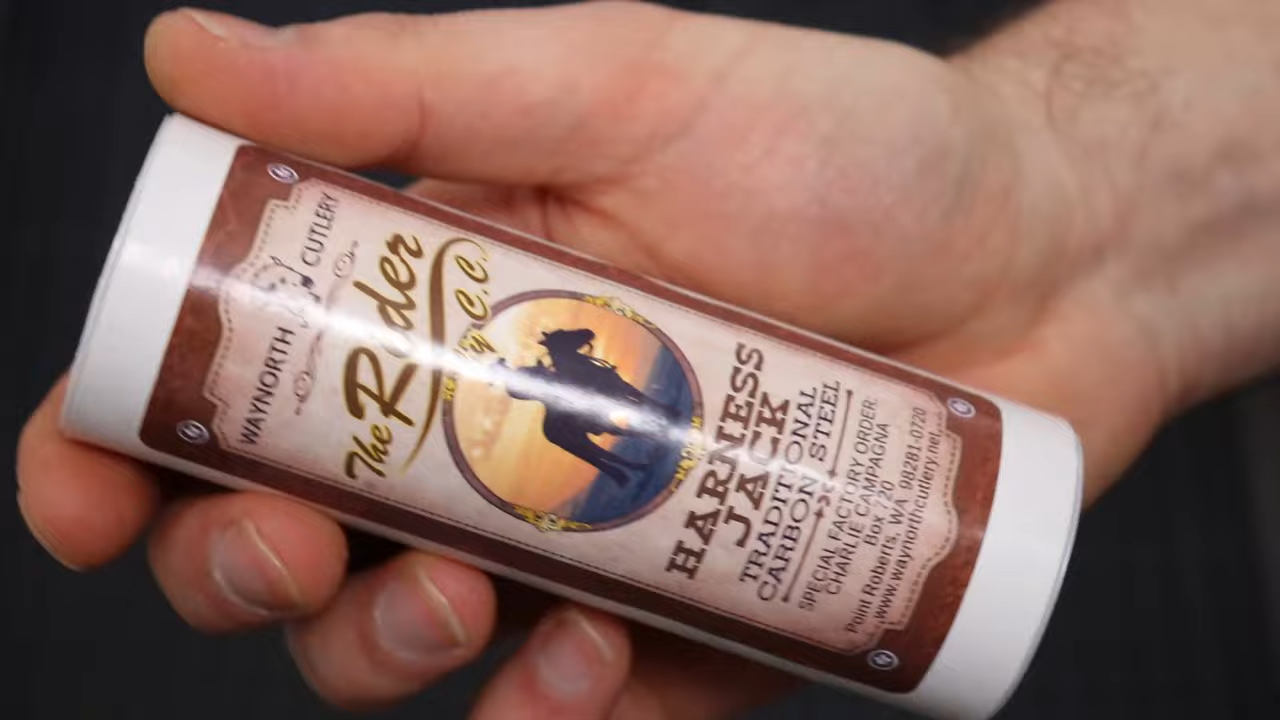 WAYNORTH CUTLERY
The Rider
C.C.
HARNESS
JACK
TRADITIONAL
CARBON STEEL
SPECIAL FACTORY ORDER:
CHARLIE CAMPAGNA
Box 720
Point Roberts, WA 98281-0720
www.waynorthcutlery.net